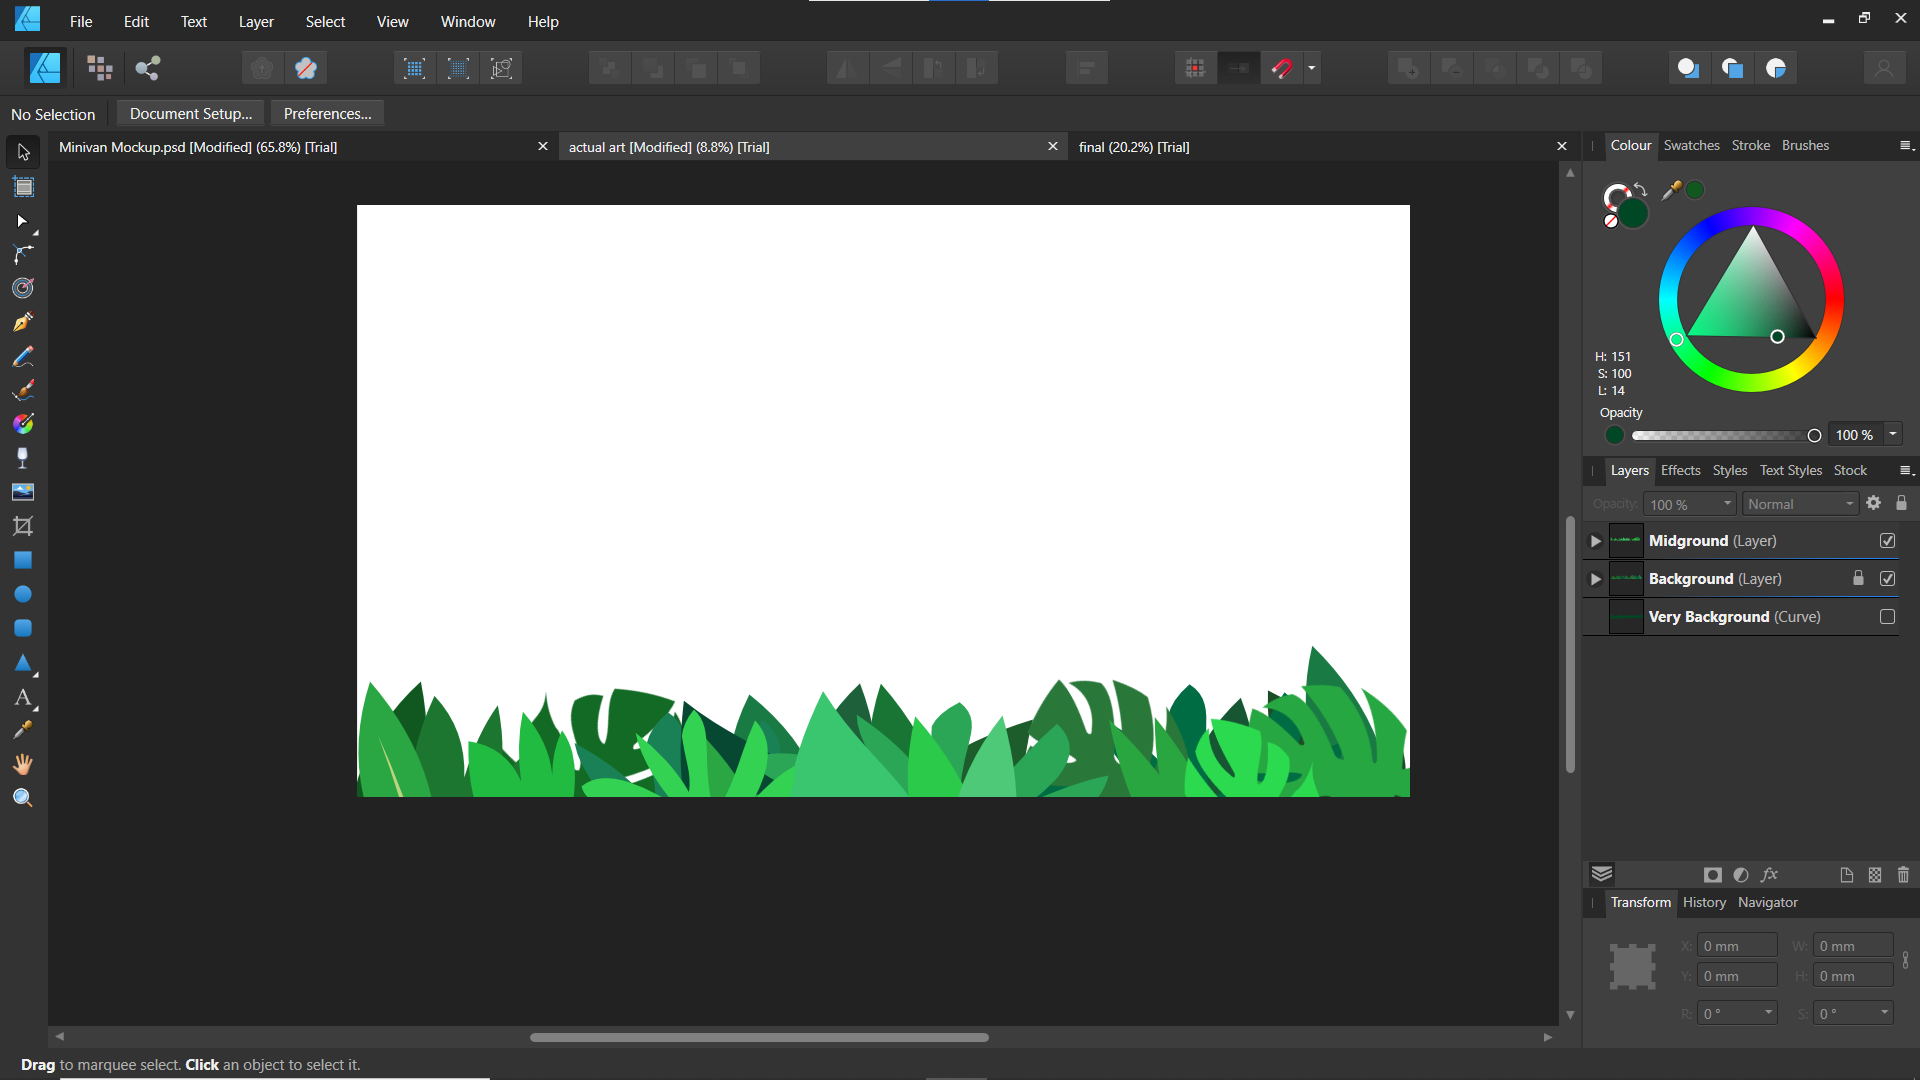 File Edit Text Layer Select View Window Help
No Selection Document Setup... Preferences...
Minivan Mockup.psd [Modified] (65.8%) [Trial]
actual art [Modified] (8.8%) [Trial]
final (20.2%) [Trial]
Colour Swatches Stroke Brushes
H: 151
S: 100
L: 14
Opacity
100 %
Layers Effects Styles Text Styles Stock
Opacity: 100 % Normal
Midground (Layer)
Background (Layer)
Very Background (Curve)
Transform History Navigator
X: 0 mm W: 0 mm
Y: 0 mm H: 0 mm
R: 0 ° S: 0 °
Drag to marquee select. Click an object to select it.